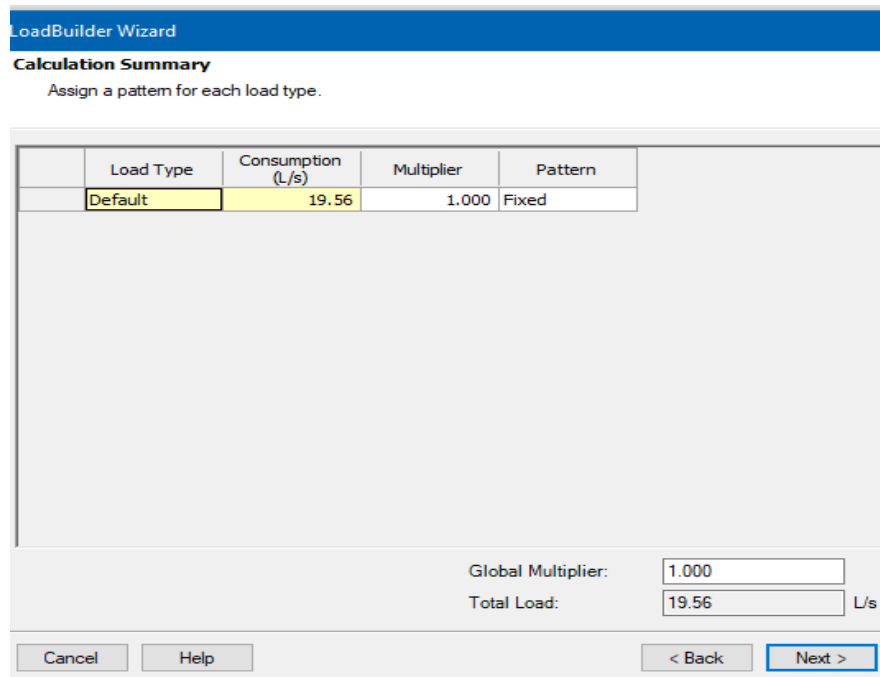 LoadBuilder Wizard
Calculation Summary
Assign a pattern for each load type.
Load Type Consumption (L/s) Multiplier Pattern
Default 19.56 1.000 Fixed
Global Multiplier: 1.000
Total Load: 19.56 L/s
Cancel Help < Back Next >